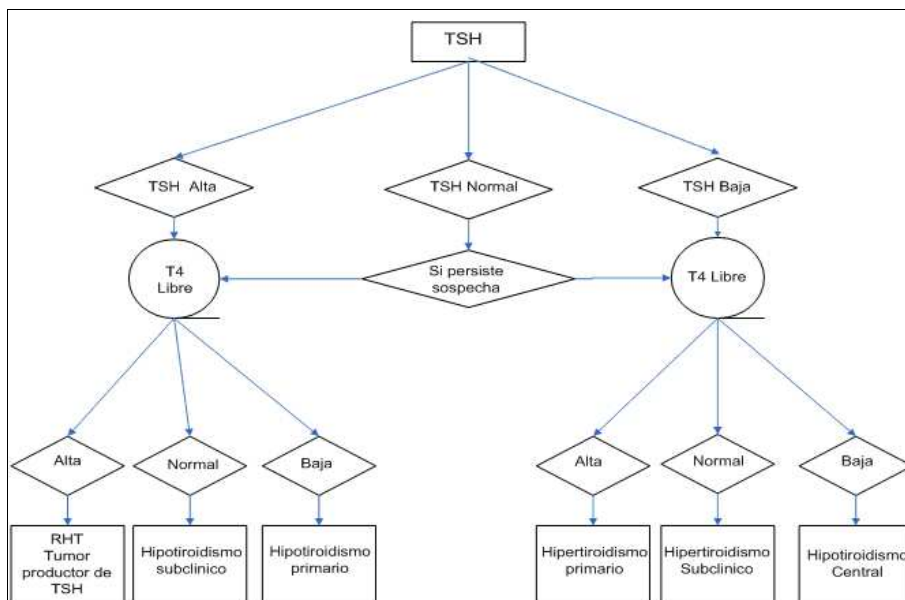 TSH
TSH Alta
TSH Normal
TSH Baja
T4
Libre
Si persiste
sospecha
T4 Libre
Alta
Normal
Baja
Alta
Normal
Baja
RHT
Tumor
productor de
TSH
Hipotiroidismo
subclinico
Hipotiroidismo
primario
Hipertiroidismo
primario
Hipertiroidismo
Subclinico
Hipotiroidismo
Central